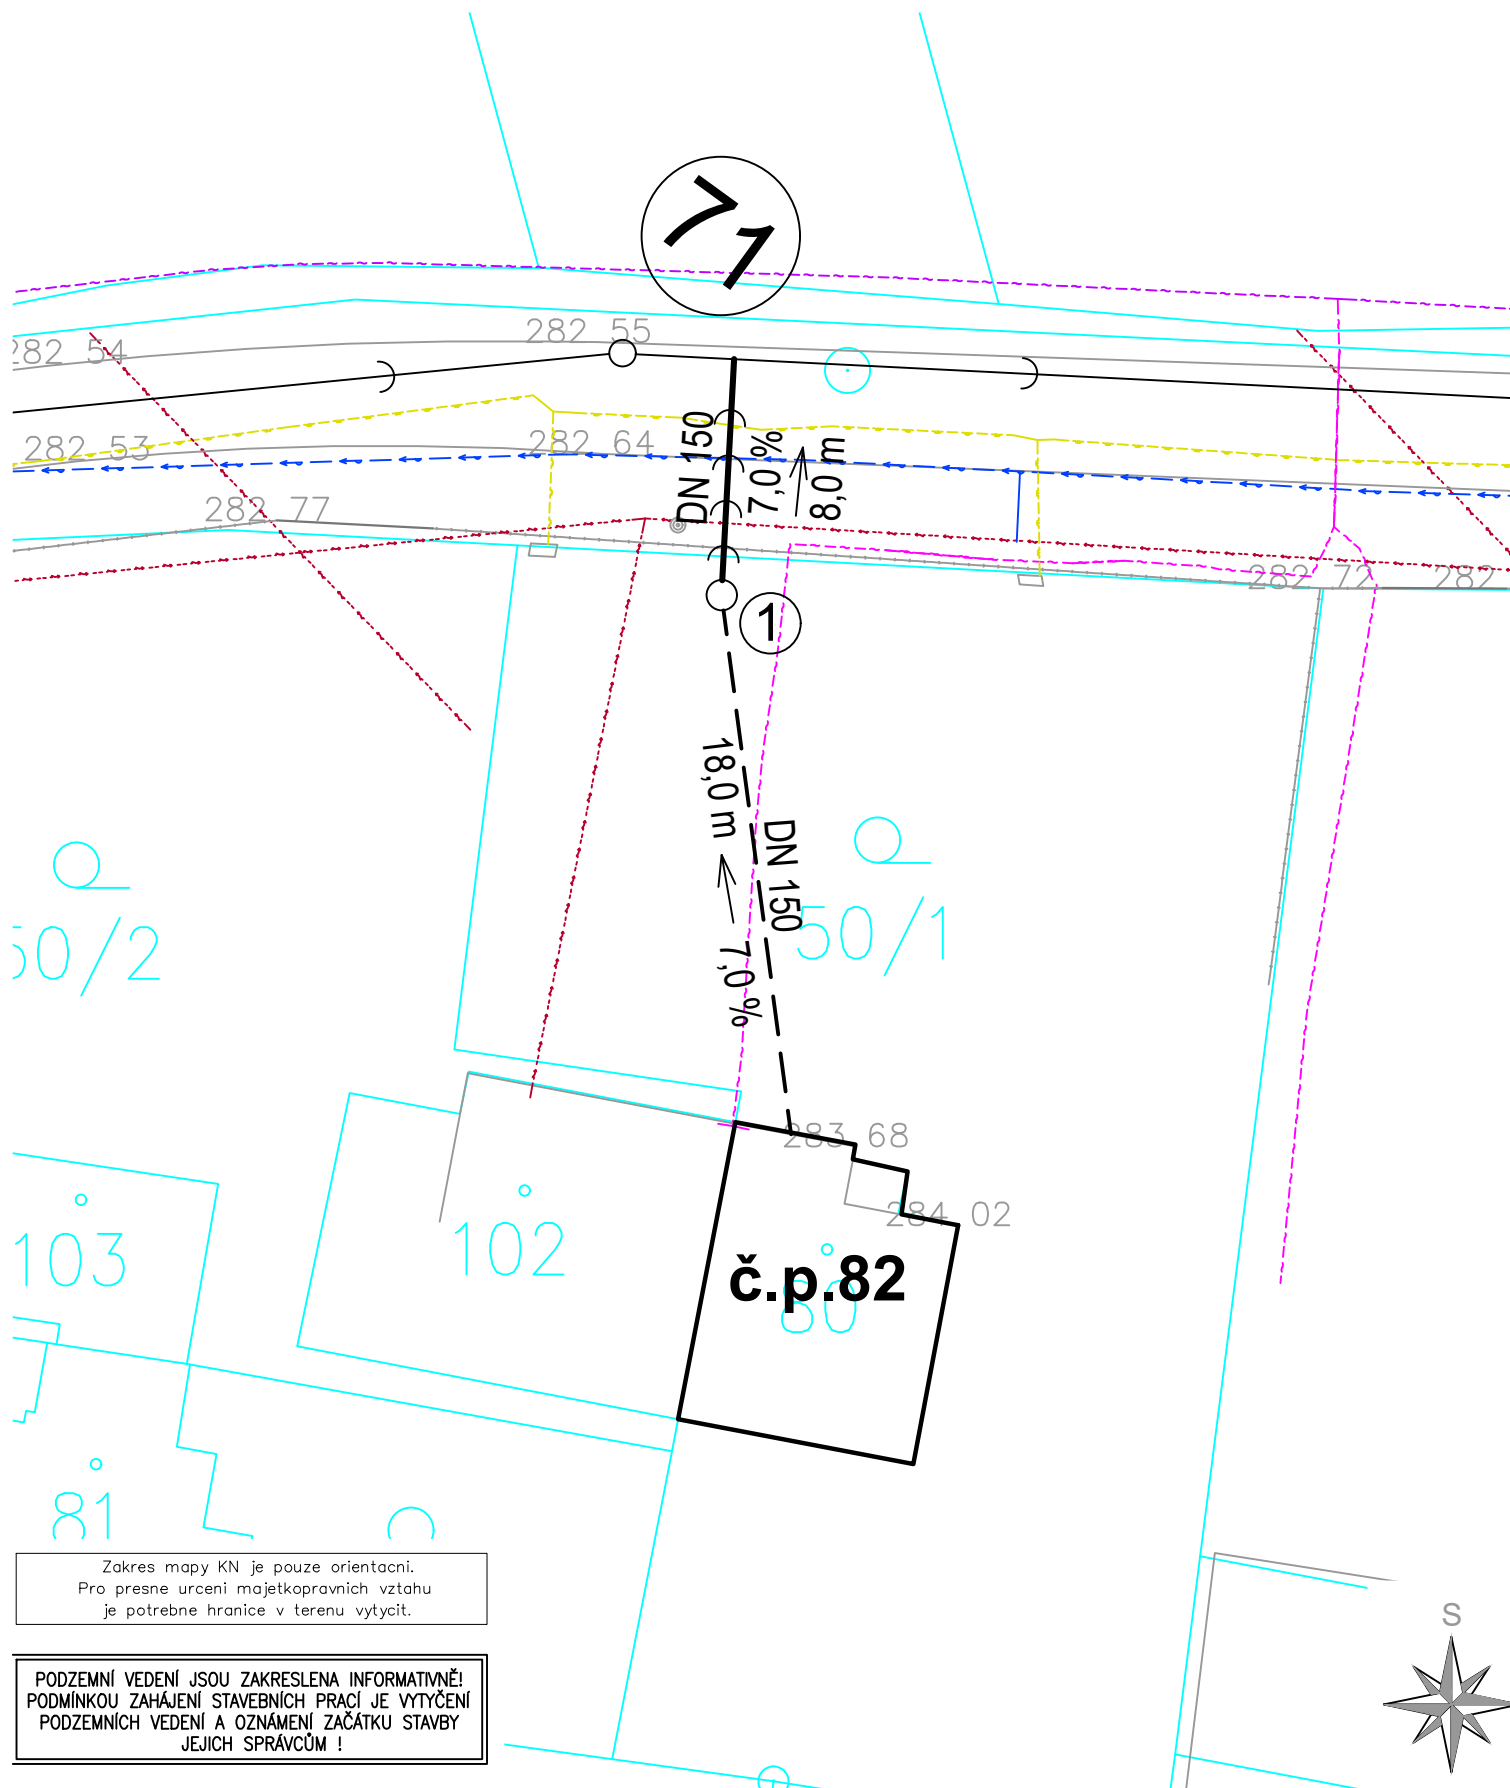 71
282 55
282 54
282 53
282 64
DN 150
7,0 %
8,0 m
282 77
282 72
282
1
18,0 m
DN 150
7,0 %
50/2
50/1
283 68
284 02
103
102
č.p.82
80
81
Zakres mapy KN je pouze orientacni.
Pro presne urceni majetkopravnich vztahu
je potrebne hranice v terenu vytycit.
S
PODZEMNÍ VEDENÍ JSOU ZAKRESLENA INFORMATIVNĚ!
PODMÍNKOU ZAHÁJENÍ STAVEBNÍCH PRACÍ JE VYTYČENÍ
PODZEMNÍCH VEDENÍ A OZNÁMENÍ ZAČÁTKU STAVBY
JEJICH SPRÁVCŮM !